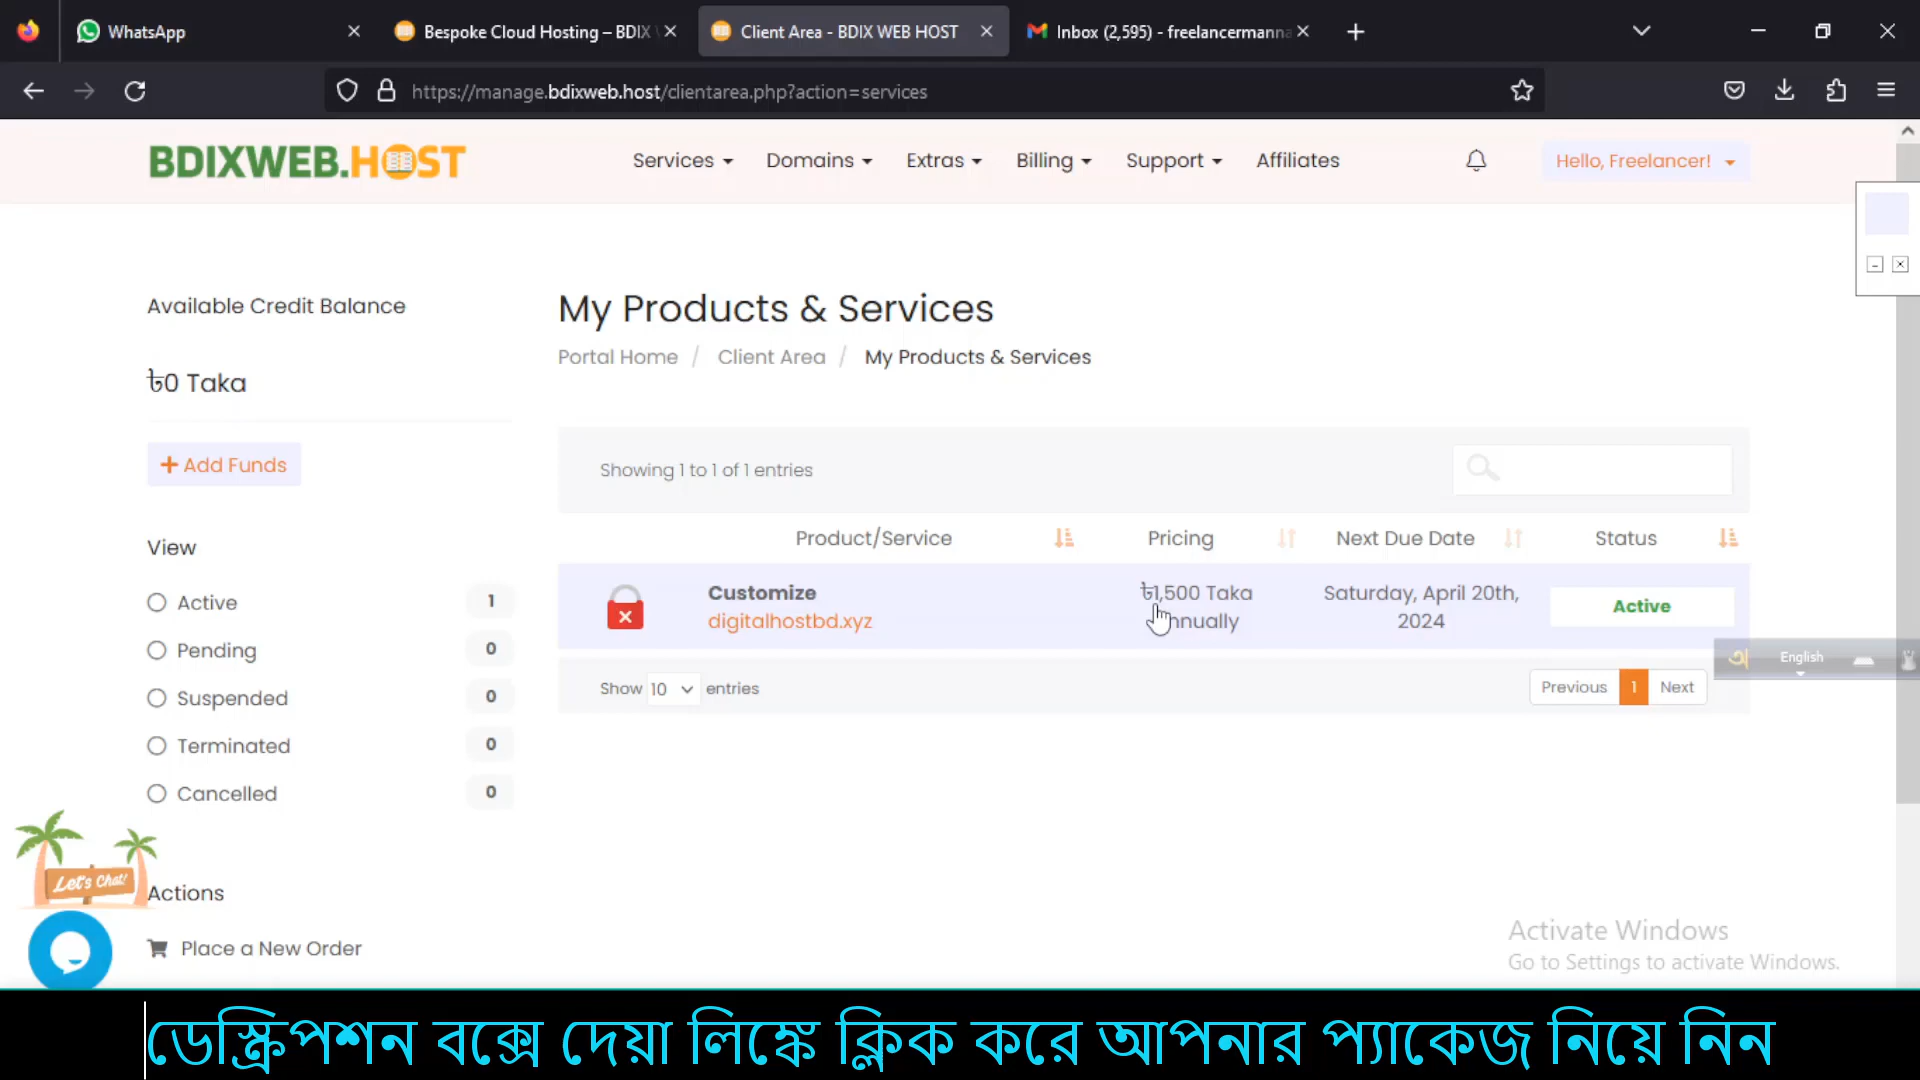 WhatsApp
Bespoke Cloud Hosting – BDIX
Client Area - BDIX WEB HOST
Inbox (2,595) - freelancermanna
https://manage.bdixweb.host/clientarea.php?action=services
BDIXWEB.HOST
Services
Domains
Extras
Billing
Support
Affiliates
Hello, Freelancer!
Available Credit Balance
৳0 Taka
+ Add Funds
View
Active 1
Pending 0
Suspended 0
Terminated 0
Cancelled 0
Let's Chat!
Actions
Place a New Order
My Products & Services
Portal Home / Client Area / My Products & Services
Showing 1 to 1 of 1 entries
Product/Service Pricing Next Due Date Status
Customize
digitalhostbd.xyz
৳1,500 Taka
nnually
Saturday, April 20th,
2024
Active
Show 10 entries
Previous 1 Next
অ English
Activate Windows
Go to Settings to activate Windows.
ডেস্ক্রিপশন বক্সে দেয়া লিঙ্কে ক্লিক করে আপনার প্যাকেজ নিয়ে নিন